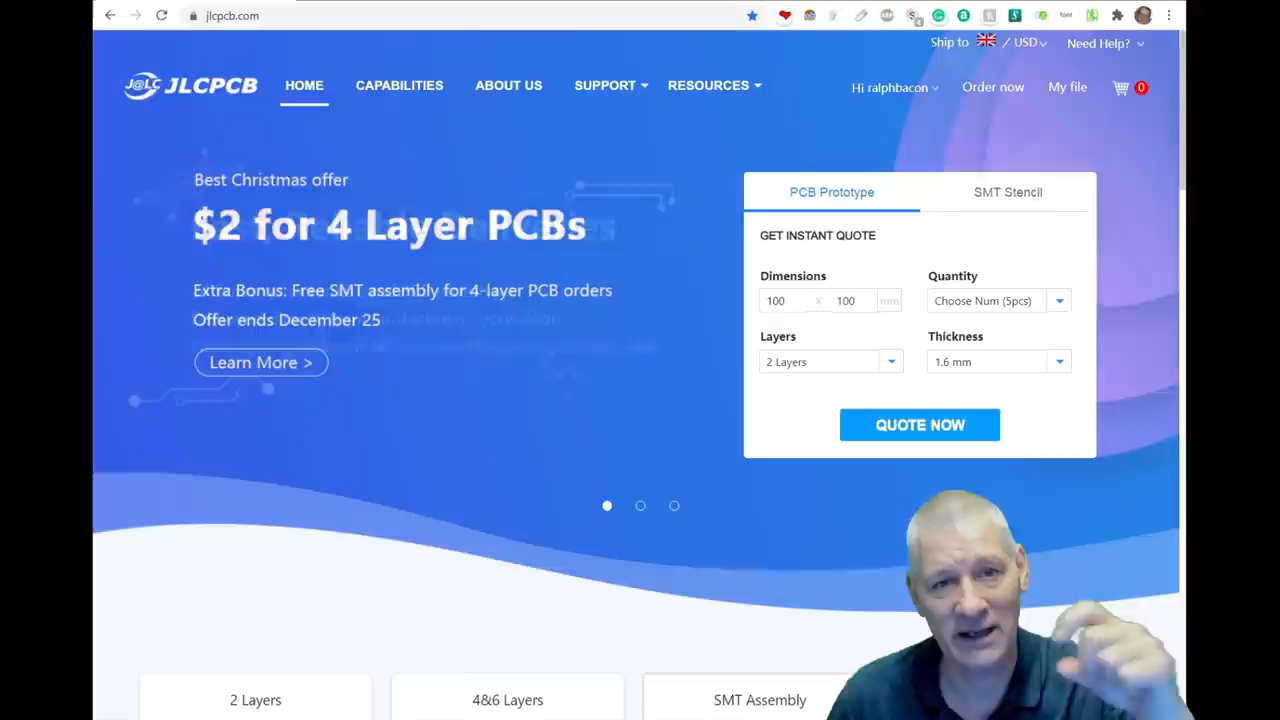 jlcpcb.com
Ship to / USD Need Help?
J@LC JLCPCB HOME CAPABILITIES ABOUT US SUPPORT RESOURCES Hi ralphbacon Order now My file 0
Best Christmas offer
$2 for 4 Layer PCBs
Extra Bonus: Free SMT assembly for 4-layer PCB orders
Offer ends December 25
Learn More >
PCB Prototype SMT Stencil
GET INSTANT QUOTE
Dimensions Quantity
100 X 100 mm Choose Num (5pcs)
Layers Thickness
2 Layers 1.6 mm
QUOTE NOW
2 Layers 4&6 Layers SMT Assembly